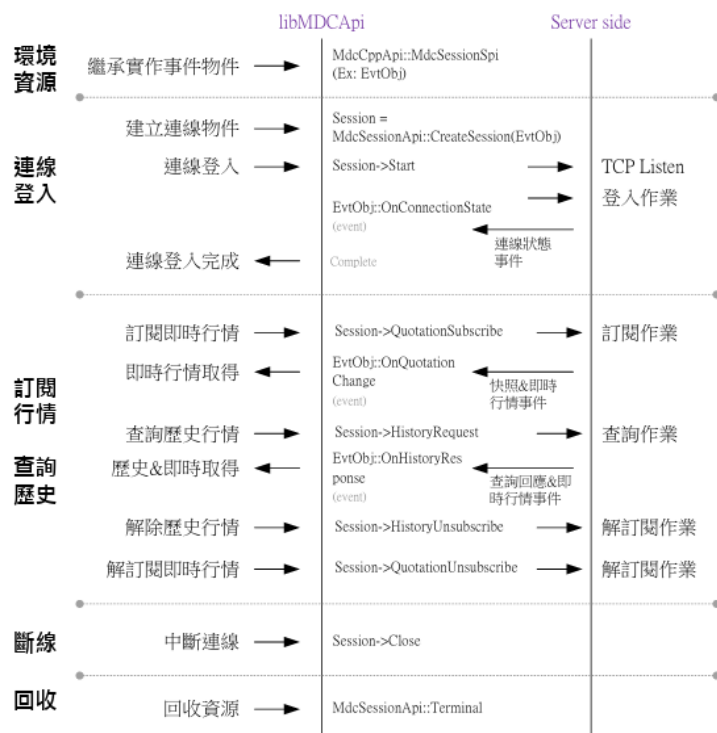 libMDCApi
Server side
環境
資源
繼承實作事件物件
MdcCppApi::MdcSessionSpi
(Ex: EvtObj)
連線
登入
建立連線物件
Session =
MdcSessionApi::CreateSession(EvtObj)
連線登入
Session->Start
TCP Listen
登入作業
EvtObj::OnConnectionState
(event)
連線狀態
事件
連線登入完成
Complete
訂閱
行情
查詢
歷史
訂閱即時行情
Session->QuotationSubscribe
訂閱作業
即時行情取得
EvtObj::OnQuotation
Change
(event)
快照&即時
行情事件
查詢歷史行情
Session->HistoryRequest
查詢作業
歷史&即時取得
EvtObj::OnHistoryRes
ponse
(event)
查詢回應&即
時行情事件
解除歷史行情
Session->HistoryUnsubscribe
解訂閱作業
解訂閱即時行情
Session->QuotationUnsubscribe
解訂閱作業
斷線
中斷連線
Session->Close
回收
回收資源
MdcSessionApi::Terminal